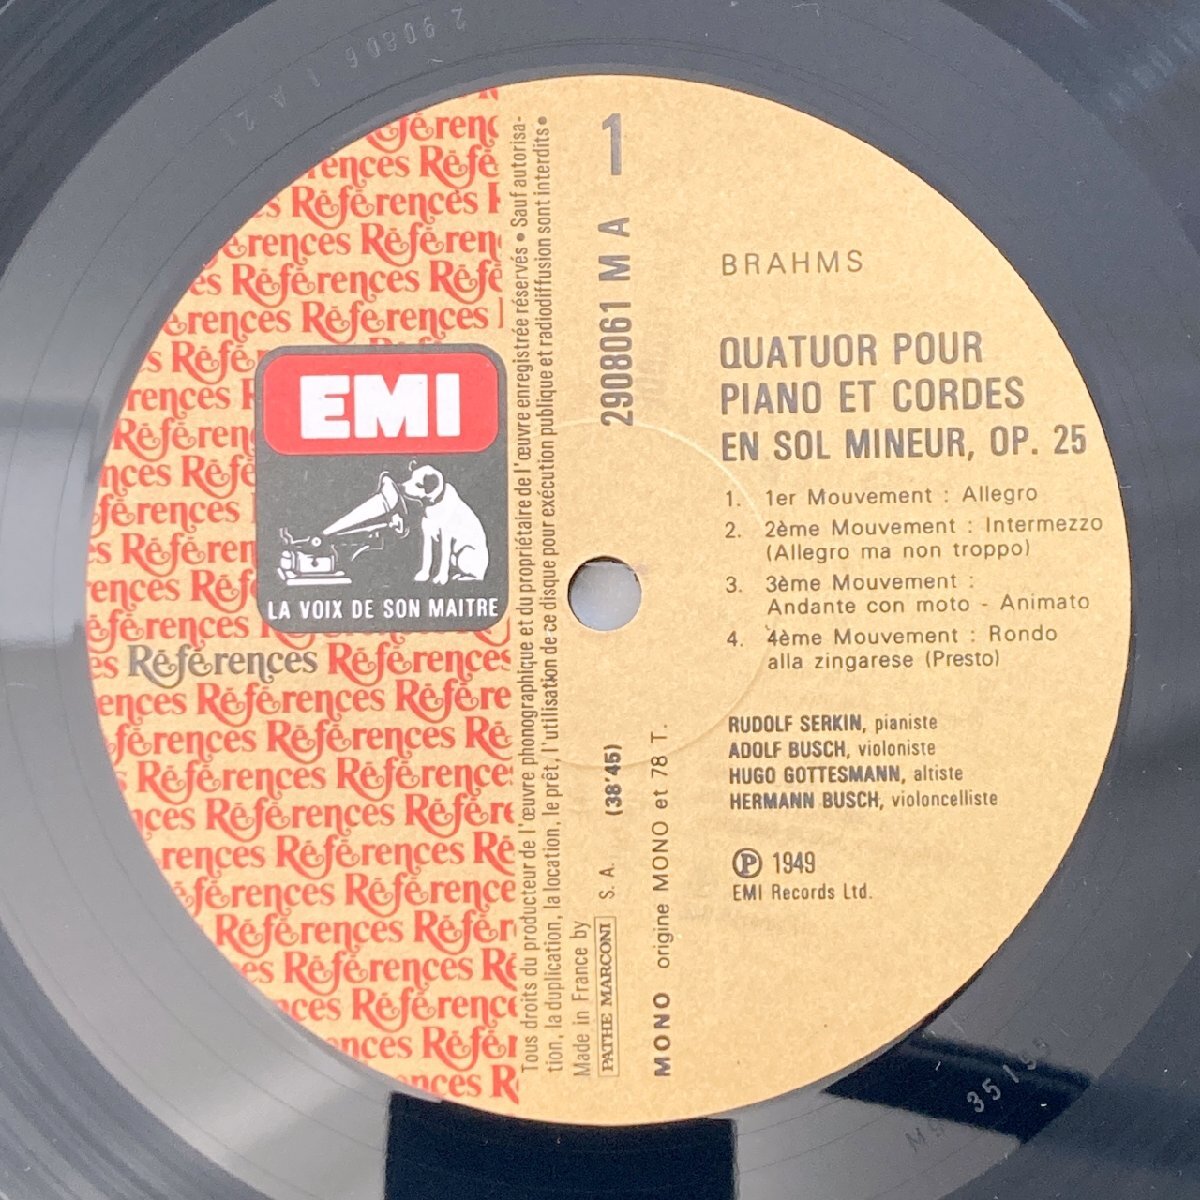 EMI
LA VOIX DE SON MAITRE
Références Références
Tous droits du producteur de l'œuvre phonographique et du propriétaire de l'œuvre enregistrée réservés • Sauf autorisa-
tion, la duplication, la location, le prêt, l'utilisation de ce disque pour exécution publique et radiodiffusion sont interdits•
Made in France by
PATHE MARCONI S. A.
(38'45)
2908061 M A
1
MONO origine MONO et 78 T.
BRAHMS
QUATUOR POUR
PIANO ET CORDES
EN SOL MINEUR, OP. 25
1. 1er Mouvement : Allegro
2. 2ème Mouvement : Intermezzo
(Allegro ma non troppo)
3. 3ème Mouvement :
Andante con moto - Animato
4. 4ème Mouvement : Rondo
alla zingarese (Presto)
RUDOLF SERKIN, pianiste
ADOLF BUSCH, violoniste
HUGO GOTTESMANN, altiste
HERMANN BUSCH, violoncelliste
Ⓟ 1949
EMI Records Ltd.
290806 1 A 21